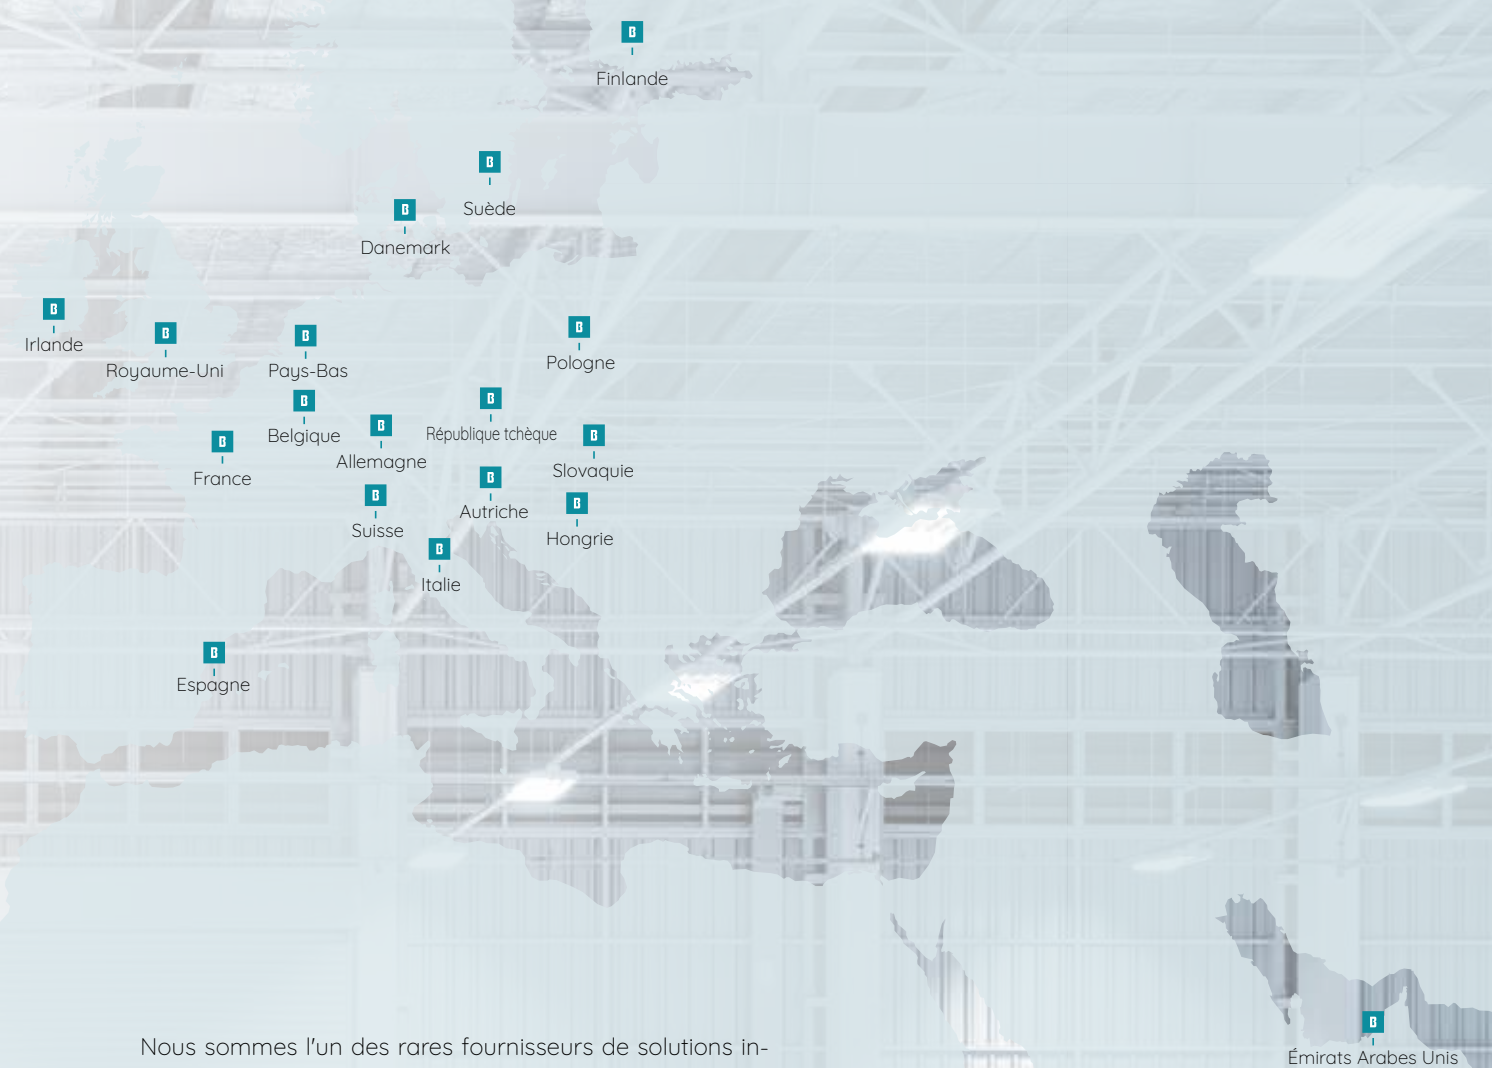 B
Finlande
B
Suède
B
Danemark
B
Irlande
B
Royaume-Uni
B
Pays-Bas
B
Pologne
B
Belgique
B
Allemagne
B
République tchèque
B
Slovaquie
B
France
B
Suisse
B
Autriche
B
Hongrie
B
Italie
B
Espagne
B
Émirats Arabes Unis
Nous sommes l'un des rares fournisseurs de solutions in-